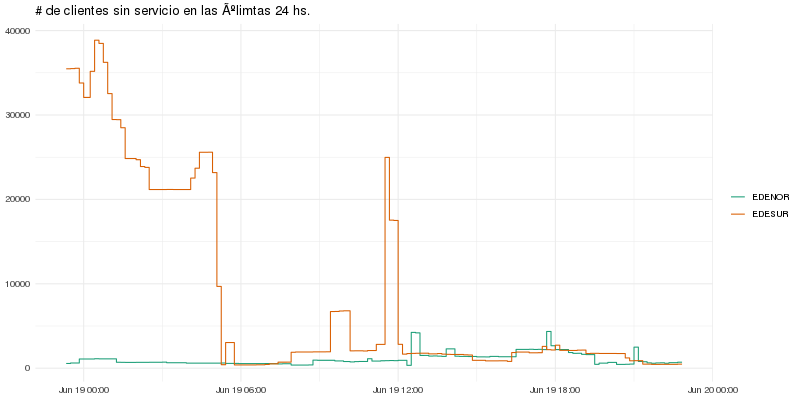 # de clientes sin servicio en las Ãºlimtas 24 hs.
40000
30000
20000
10000
0
Jun 19 00:00
Jun 19 06:00
Jun 19 12:00
Jun 19 18:00
Jun 20 00:00
EDENOR
EDESUR